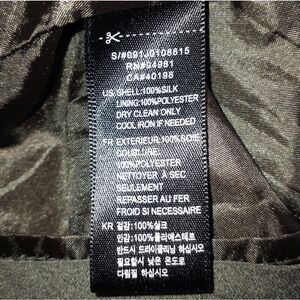 S/#091J0108615
RN#94981
CA#40198
US SHELL:100%SILK
LINING:100%POLYESTER
DRY CLEAN ONLY
COOL IRON IF NEEDED
FR EXTERIEUR:100%SOIE
DOUBLURE:
100%POLYESTER
NETTOYER À SEC
SEULEMENT
REPASSER AU FER
FROID SI NECESSAIRE
KR 겉감:100%실크
안감:100%폴리에스테르
반드시 드라이클리닝 하십시오
필요할시 낮은 온도로
다림질 하십시오